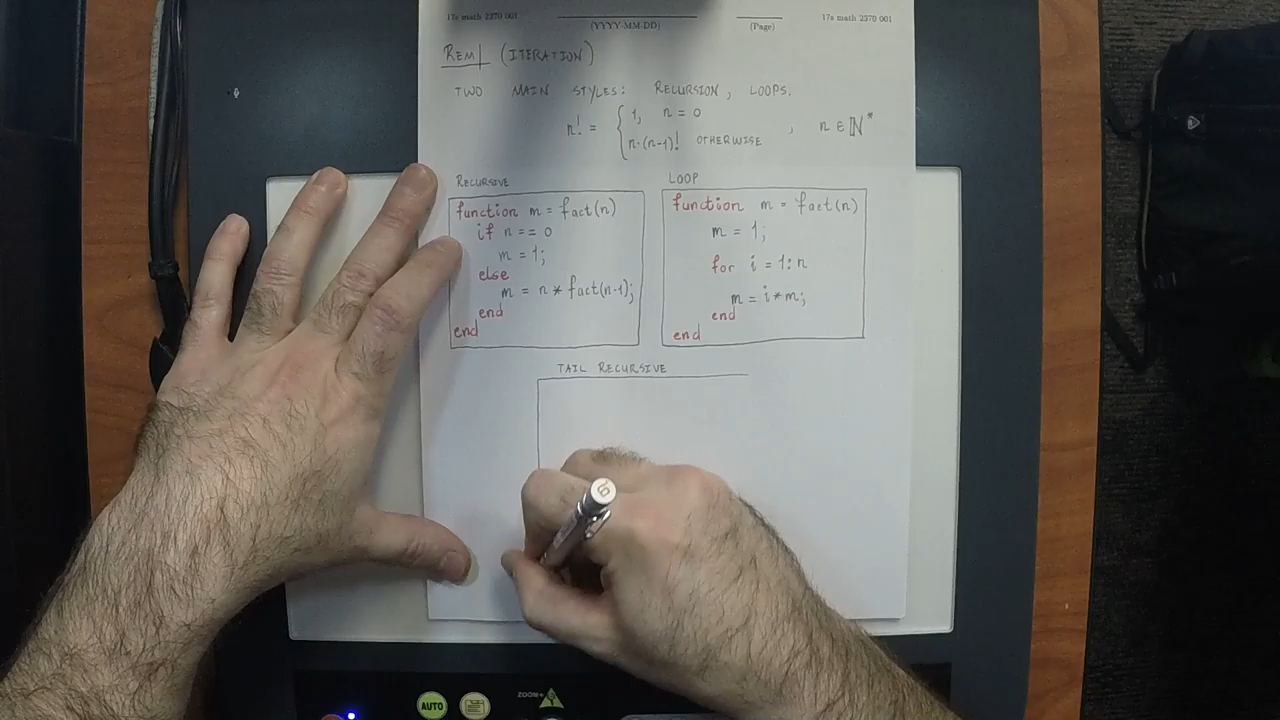 17s math 2370 001 (YYYY-MM-DD) (Page) 17s math 2370 001
REM (ITERATION)
TWO MAIN STYLES: RECURSION, LOOPS.
n! = { 1, n = 0
n·(n-1)! OTHERWISE , n ∈ ℕ*
RECURSIVE
function m = fact(n)
if n == 0
m = 1;
else
m = n * fact(n-1);
end
end
LOOP
function m = fact(n)
m = 1;
for i = 1:n
m = i*m;
end
end
TAIL RECURSIVE
AUTO
ZOOM